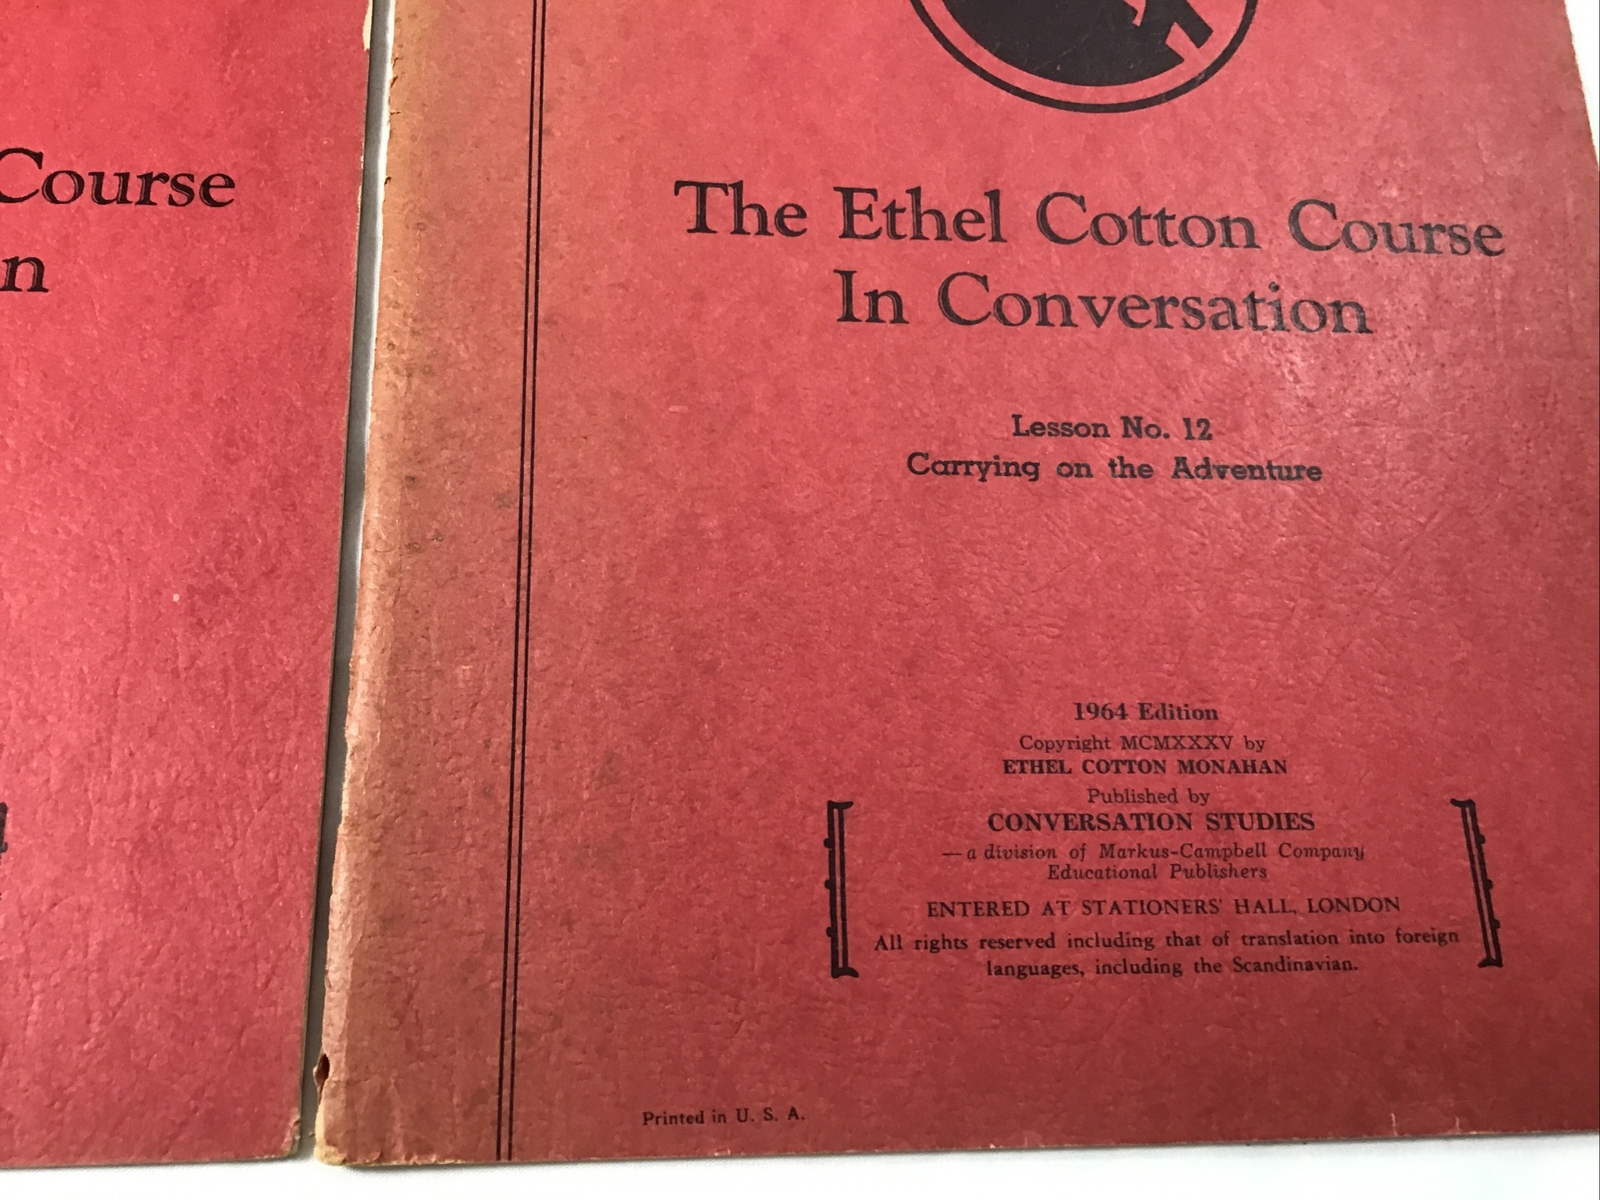 Course
n
The Ethel Cotton Course
In Conversation
Lesson No. 12
Carrying on the Adventure
1964 Edition
Copyright MCMXXXV by
ETHEL COTTON MONAHAN
Published by
CONVERSATION STUDIES
—a division of Markus-Campbell Company
Educational Publishers
ENTERED AT STATIONERS' HALL, LONDON
All rights reserved including that of translation into foreign
languages, including the Scandinavian.
Printed in U. S. A.